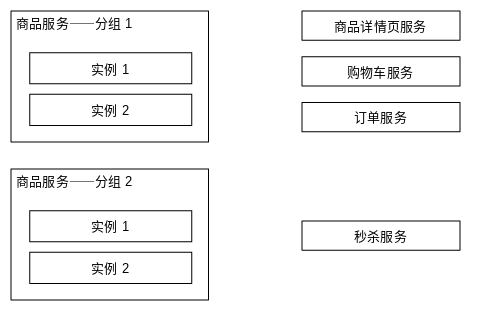 商品服务——分组 1
实例 1
实例 2
商品详情页服务
购物车服务
订单服务
商品服务——分组 2
实例 1
实例 2
秒杀服务